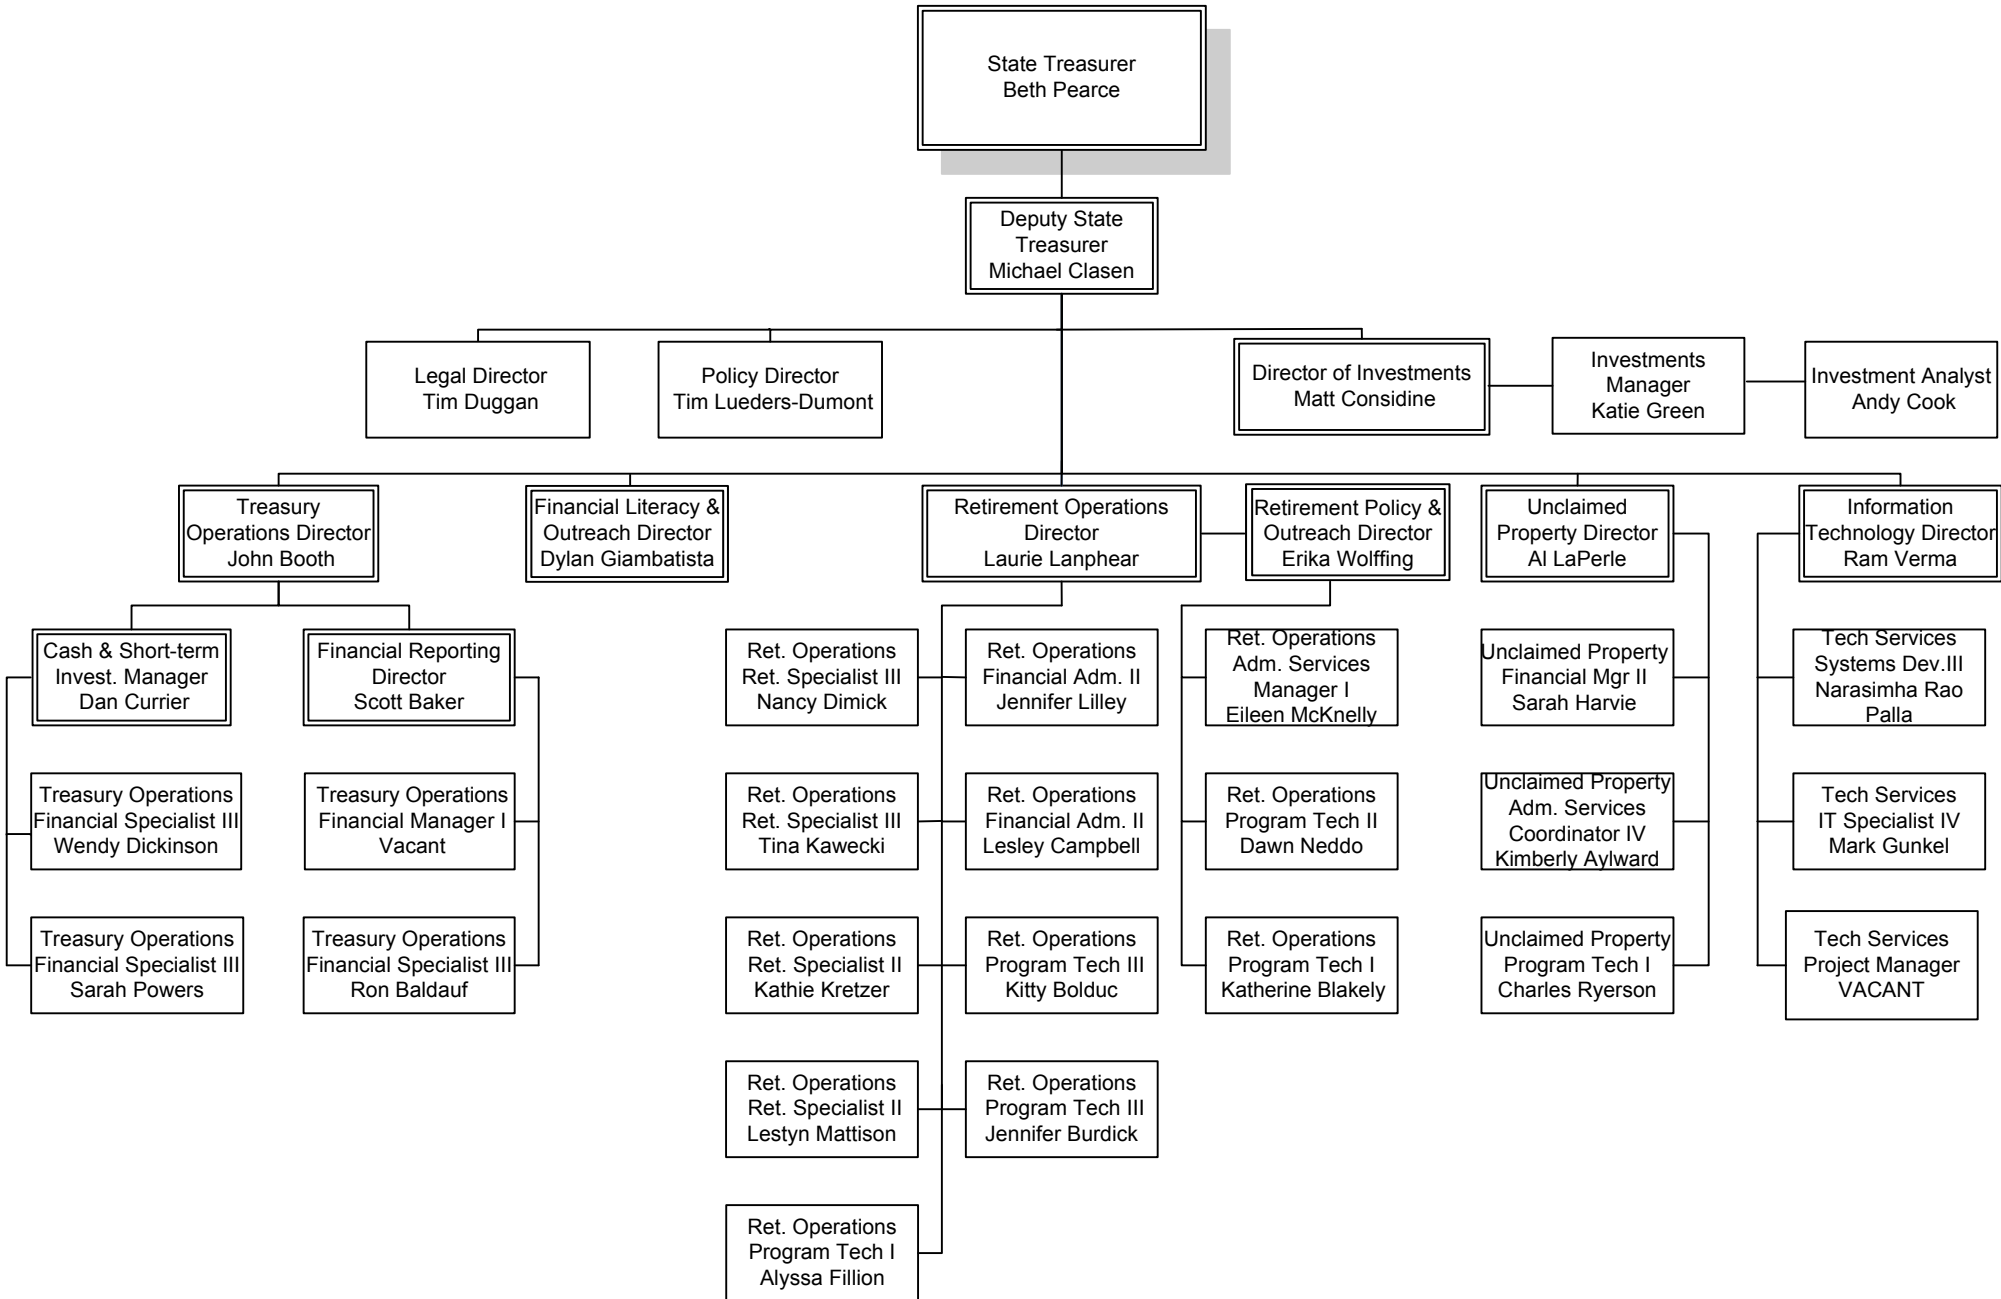 State Treasurer
Beth Pearce
Deputy State
Treasurer
Michael Clasen
Legal Director
Tim Duggan
Policy Director
Tim Lueders-Dumont
Director of Investments
Matt Considine
Investments
Manager
Katie Green
Investment Analyst
Andy Cook
Treasury
Operations Director
John Booth
Financial Literacy &
Outreach Director
Dylan Giambatista
Retirement Operations
Director
Laurie Lanphear
Retirement Policy &
Outreach Director
Erika Wolffing
Unclaimed
Property Director
Al LaPerle
Information
Technology Director
Ram Verma
Cash & Short-term
Invest. Manager
Dan Currier
Financial Reporting
Director
Scott Baker
Ret. Operations
Ret. Specialist III
Nancy Dimick
Ret. Operations
Financial Adm. II
Jennifer Lilley
Ret. Operations
Adm. Services
Manager I
Eileen McKnelly
Unclaimed Property
Financial Mgr II
Sarah Harvie
Tech Services
Systems Dev.III
Narasimha Rao
Palla
Treasury Operations
Financial Specialist III
Wendy Dickinson
Treasury Operations
Financial Manager I
Vacant
Ret. Operations
Ret. Specialist III
Tina Kawecki
Ret. Operations
Financial Adm. II
Lesley Campbell
Ret. Operations
Program Tech II
Dawn Neddo
Unclaimed Property
Adm. Services
Coordinator IV
Kimberly Aylward
Tech Services
IT Specialist IV
Mark Gunkel
Treasury Operations
Financial Specialist III
Sarah Powers
Treasury Operations
Financial Specialist III
Ron Baldauf
Ret. Operations
Ret. Specialist II
Kathie Kretzer
Ret. Operations
Program Tech III
Kitty Bolduc
Ret. Operations
Program Tech I
Katherine Blakely
Unclaimed Property
Program Tech I
Charles Ryerson
Tech Services
Project Manager
VACANT
Ret. Operations
Ret. Specialist II
Lestyn Mattison
Ret. Operations
Program Tech III
Jennifer Burdick
Ret. Operations
Program Tech I
Alyssa Fillion